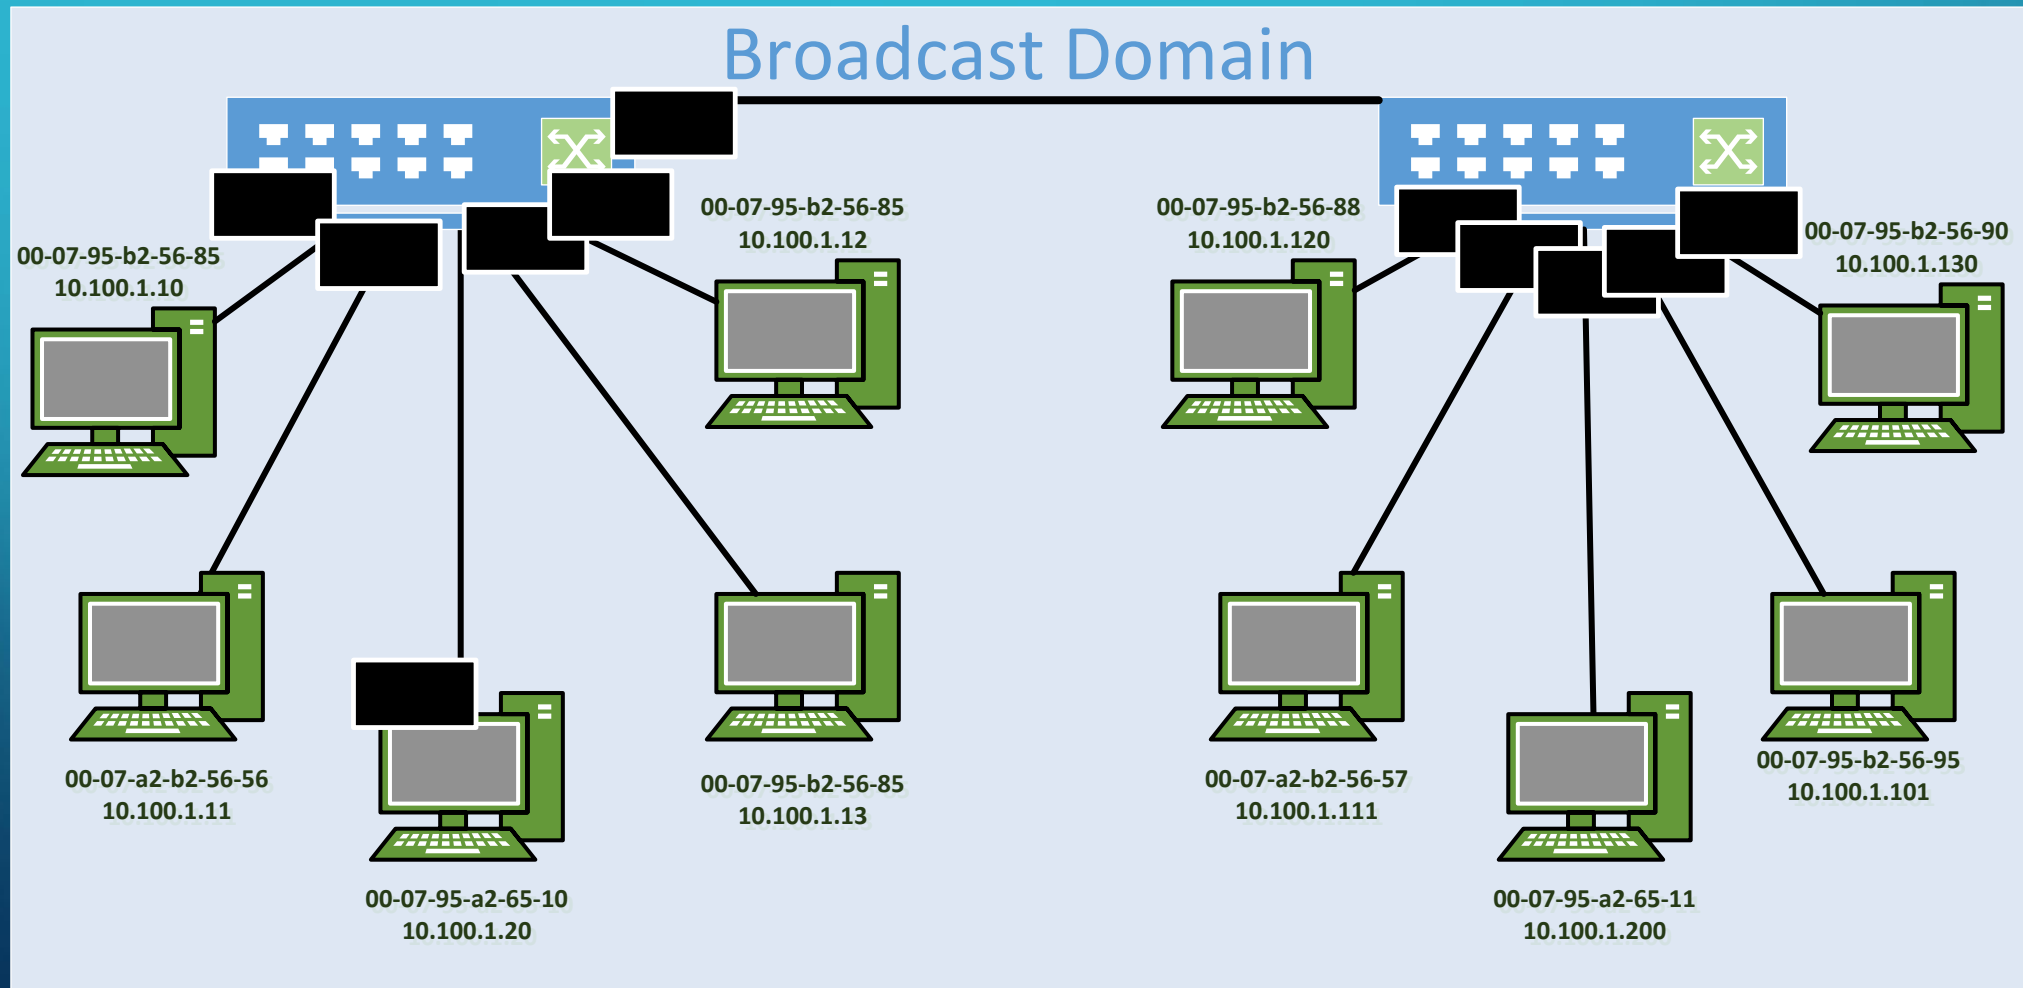 Broadcast Domain
00-07-95-b2-56-85
10.100.1.10
00-07-95-b2-56-85
10.100.1.12
00-07-95-b2-56-88
10.100.1.120
00-07-95-b2-56-90
10.100.1.130
00-07-a2-b2-56-56
10.100.1.11
00-07-95-a2-65-10
10.100.1.20
00-07-95-b2-56-85
10.100.1.13
00-07-a2-b2-56-57
10.100.1.111
00-07-95-a2-65-11
10.100.1.200
00-07-95-b2-56-95
10.100.1.101